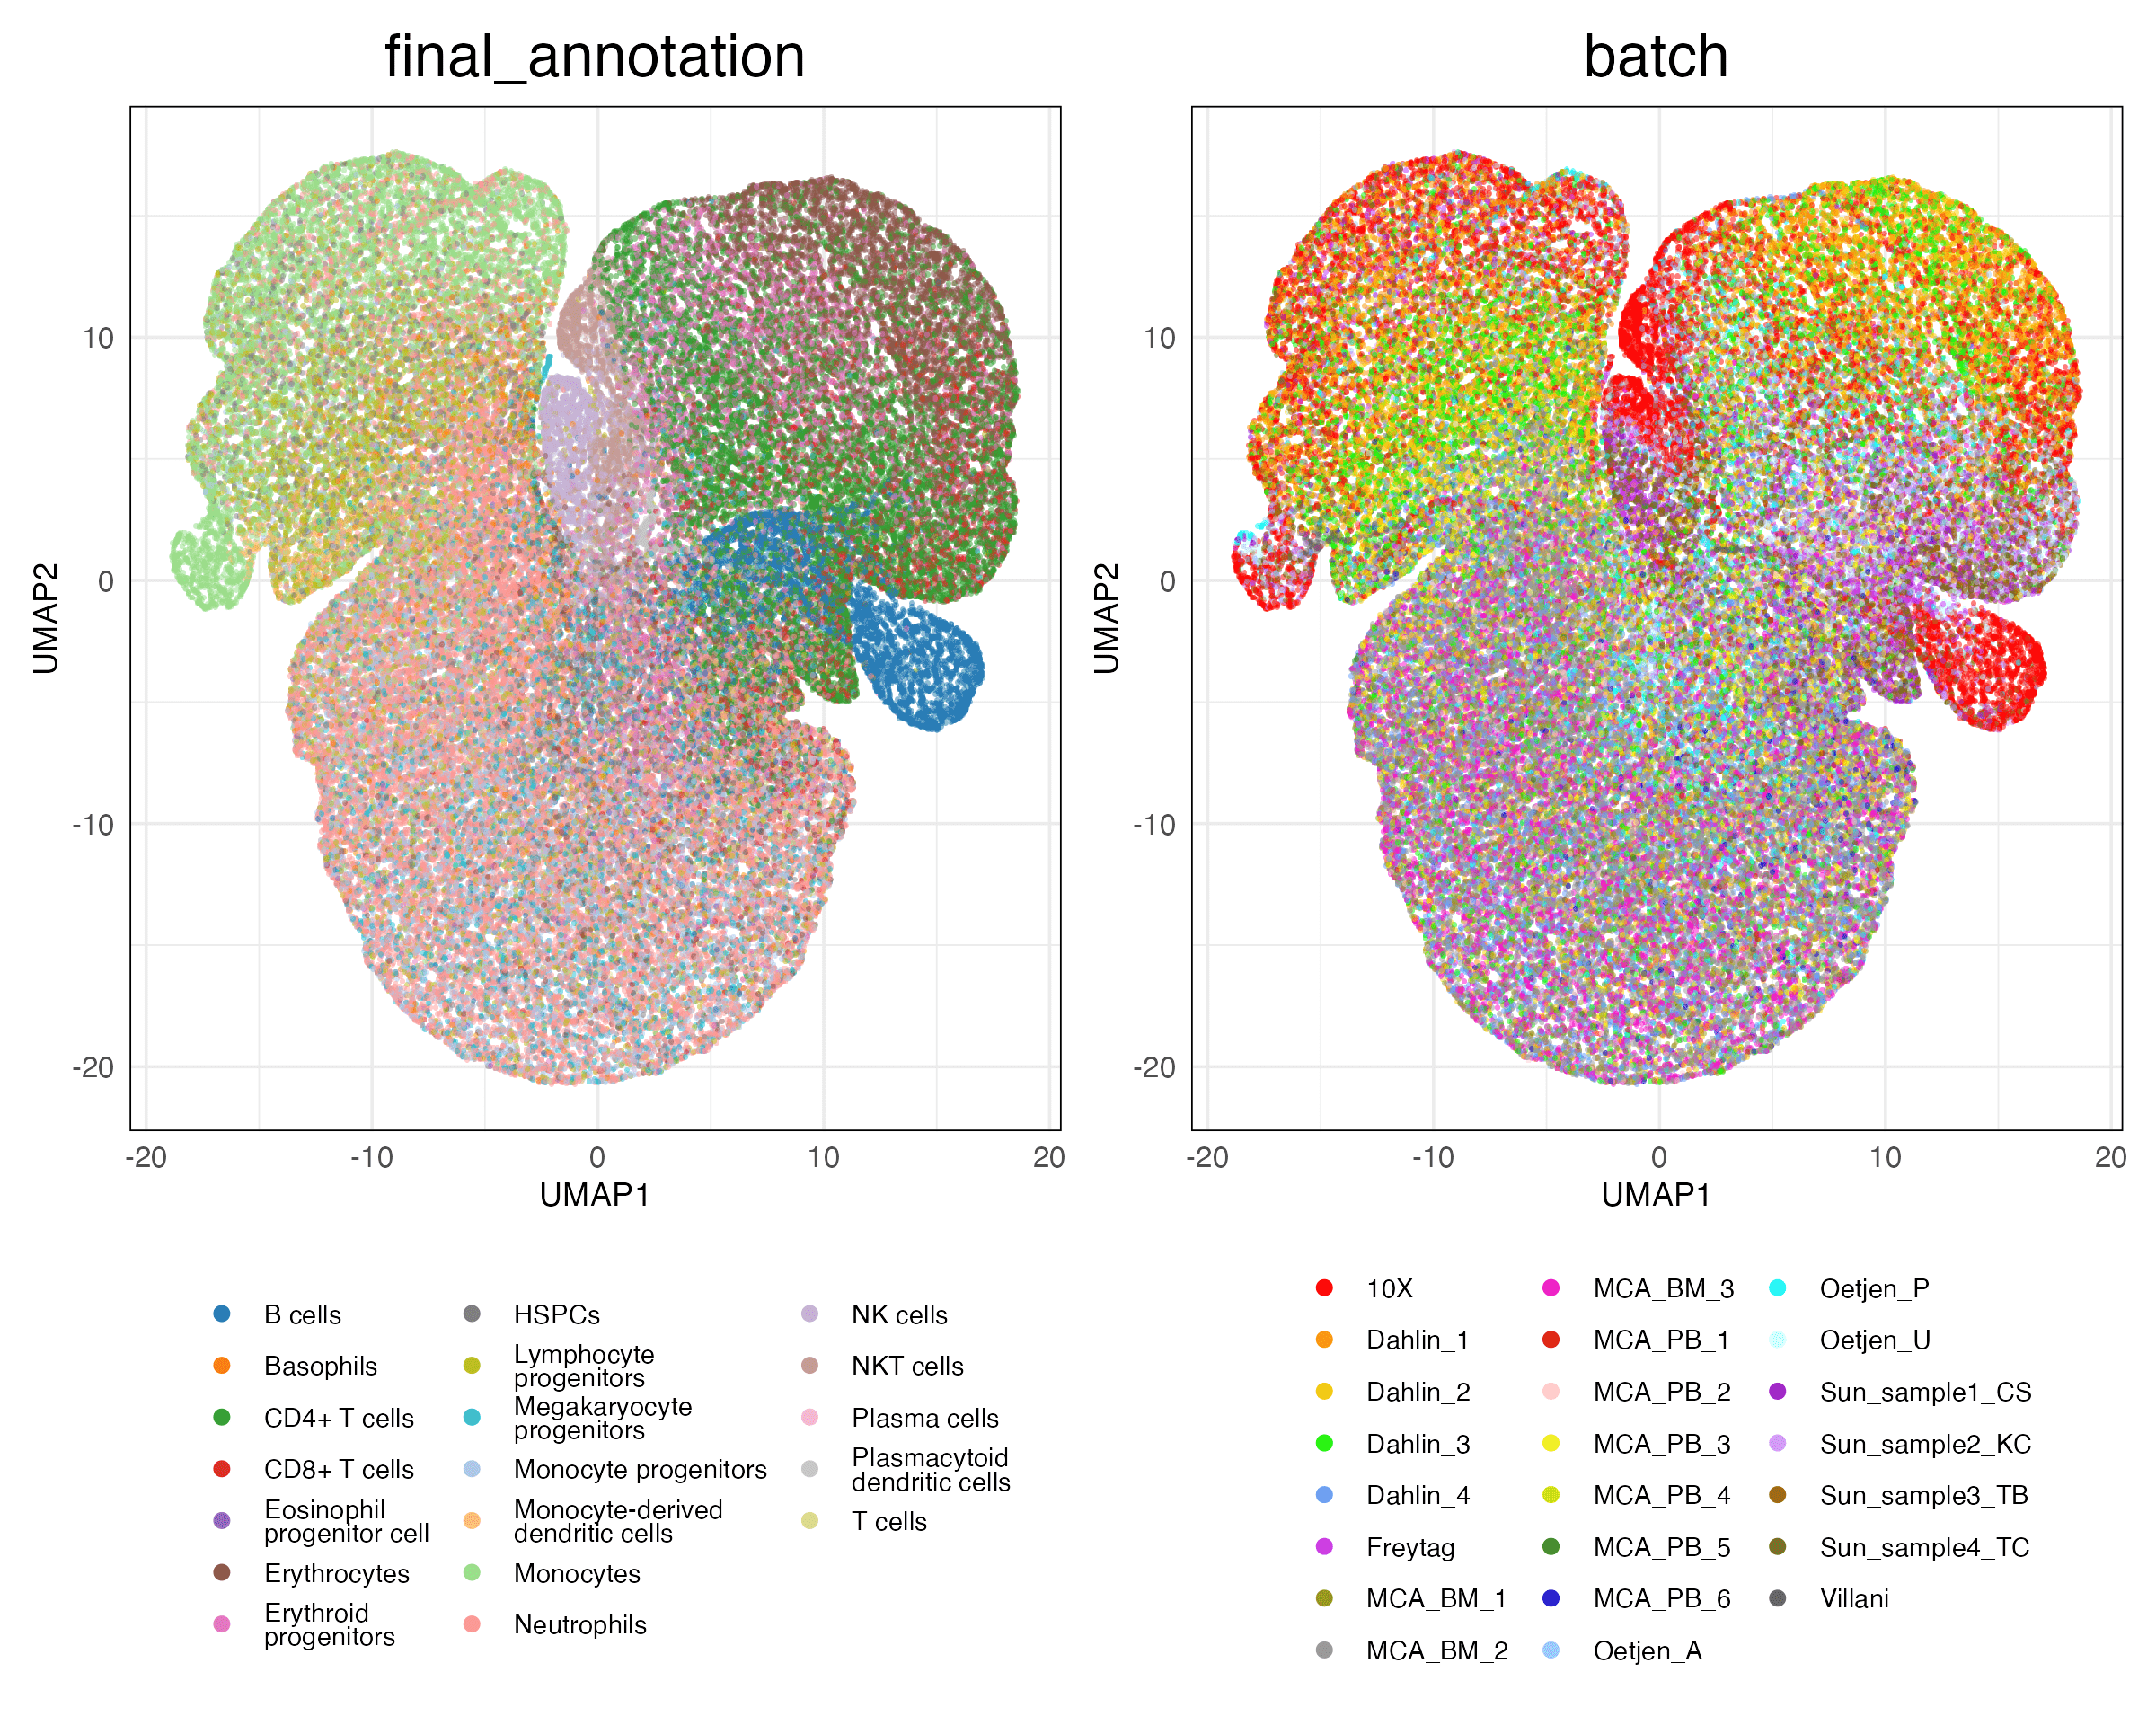 final_annotation
batch
UMAP2
10
0
-10
-20
-20
-10
0
10
20
UMAP1
UMAP2
10
0
-10
-20
-20
-10
0
10
20
UMAP1
B cells
Basophils
CD4+ T cells
CD8+ T cells
Eosinophil
progenitor cell
Erythrocytes
Erythroid
progenitors
HSPCs
Lymphocyte
progenitors
Megakaryocyte
progenitors
Monocyte progenitors
Monocyte-derived
dendritic cells
Monocytes
Neutrophils
NK cells
NKT cells
Plasma cells
Plasmacytoid
dendritic cells
T cells
10X
Dahlin_1
Dahlin_2
Dahlin_3
Dahlin_4
Freytag
MCA_BM_1
MCA_BM_2
MCA_BM_3
MCA_PB_1
MCA_PB_2
MCA_PB_3
MCA_PB_4
MCA_PB_5
MCA_PB_6
Oetjen_A
Oetjen_P
Oetjen_U
Sun_sample1_CS
Sun_sample2_KC
Sun_sample3_TB
Sun_sample4_TC
Villani